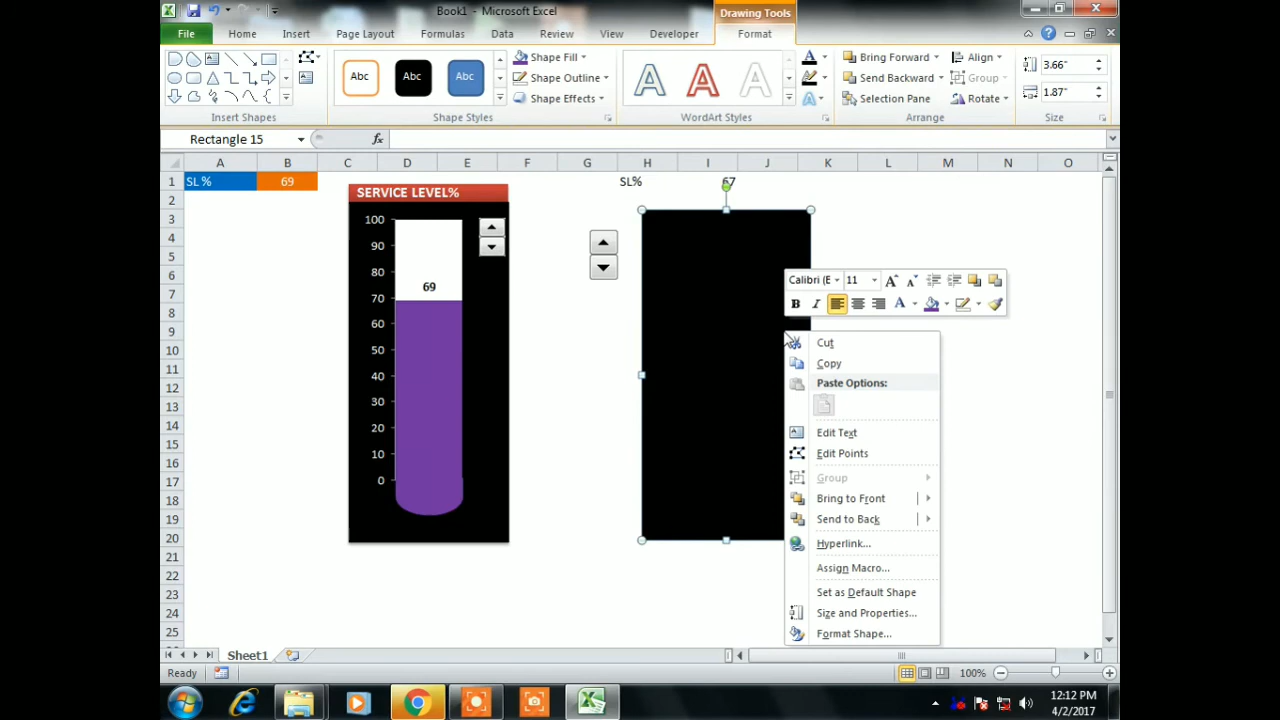 Book1 - Microsoft Excel
Drawing Tools
File Home Insert Page Layout Formulas Data Review View Developer Format
Shape Fill
Shape Outline
Shape Effects
Abc Abc Abc
Bring Forward
Send Backward
Selection Pane
Align
Group
Rotate
3.66"
1.87"
Insert Shapes Shape Styles WordArt Styles Arrange Size
Rectangle 15 fx
A B C D E F G H I J K L M N O
1 SL % 69 SL% 67
SERVICE LEVEL%
100
90
80
70
60
50
40
30
20
10
0
69
2
3
4
5
6
7
8
9
10
11
12
13
14
15
16
17
18
19
20
21
22
23
24
25
Calibri (E 11 A A
B I A
Cut
Copy
Paste Options:
Edit Text
Edit Points
Group
Bring to Front
Send to Back
Hyperlink...
Assign Macro...
Set as Default Shape
Size and Properties...
Format Shape...
Sheet1
Ready 100%
12:12 PM
4/2/2017